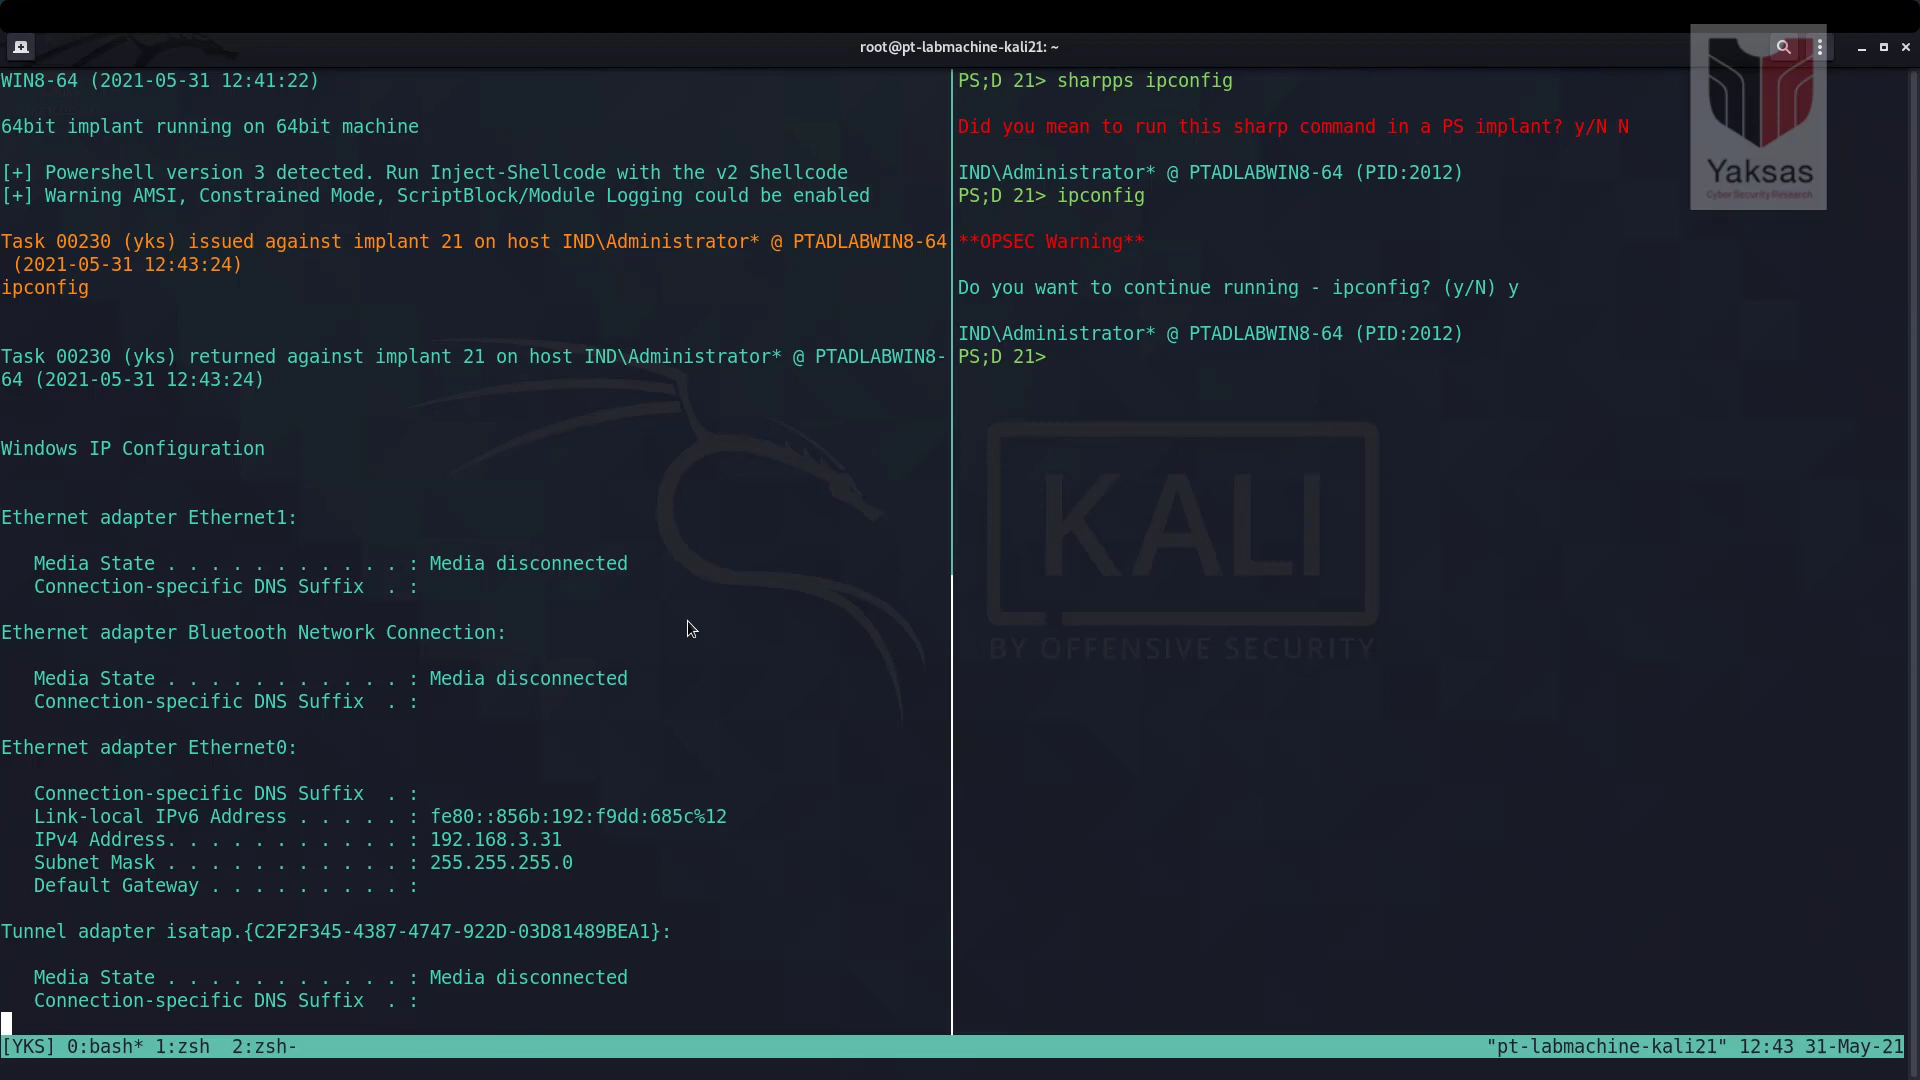 root@pt-labmachine-kali21: ~
WIN8-64 (2021-05-31 12:41:22)
64bit implant running on 64bit machine
[+] Powershell version 3 detected. Run Inject-Shellcode with the v2 Shellcode
[+] Warning AMSI, Constrained Mode, ScriptBlock/Module Logging could be enabled
Task 00230 (yks) issued against implant 21 on host IND\Administrator* @ PTADLABWIN8-64
 (2021-05-31 12:43:24)
ipconfig
Task 00230 (yks) returned against implant 21 on host IND\Administrator* @ PTADLABWIN8-
64 (2021-05-31 12:43:24)
Windows IP Configuration
Ethernet adapter Ethernet1:
   Media State . . . . . . . . . . . : Media disconnected
   Connection-specific DNS Suffix  . :
Ethernet adapter Bluetooth Network Connection:
   Media State . . . . . . . . . . . : Media disconnected
   Connection-specific DNS Suffix  . :
Ethernet adapter Ethernet0:
   Connection-specific DNS Suffix  . :
   Link-local IPv6 Address . . . . . : fe80::856b:192:f9dd:685c%12
   IPv4 Address. . . . . . . . . . . : 192.168.3.31
   Subnet Mask . . . . . . . . . . . : 255.255.255.0
   Default Gateway . . . . . . . . . :
Tunnel adapter isatap.{C2F2F345-4387-4747-922D-03D81489BEA1}:
   Media State . . . . . . . . . . . : Media disconnected
   Connection-specific DNS Suffix  . :
PS;D 21> sharpps ipconfig
Did you mean to run this sharp command in a PS implant? y/N N
IND\Administrator* @ PTADLABWIN8-64 (PID:2012)
PS;D 21> ipconfig
**OPSEC Warning**
Do you want to continue running - ipconfig? (y/N) y
IND\Administrator* @ PTADLABWIN8-64 (PID:2012)
PS;D 21>
Yaksas
Cyber Security Research
KALI
BY OFFENSIVE SECURITY
[YKS] 0:bash* 1:zsh  2:zsh-
"pt-labmachine-kali21" 12:43 31-May-21